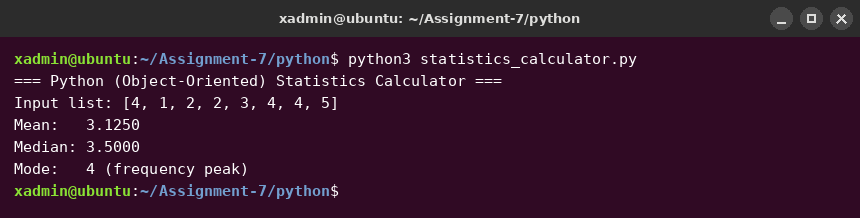 xadmin@ubuntu: ~/Assignment-7/python
xadmin@ubuntu:~/Assignment-7/python$ python3 statistics_calculator.py
=== Python (Object-Oriented) Statistics Calculator ===
Input list: [4, 1, 2, 2, 3, 4, 4, 5]
Mean:   3.1250
Median: 3.5000
Mode:   4 (frequency peak)
xadmin@ubuntu:~/Assignment-7/python$